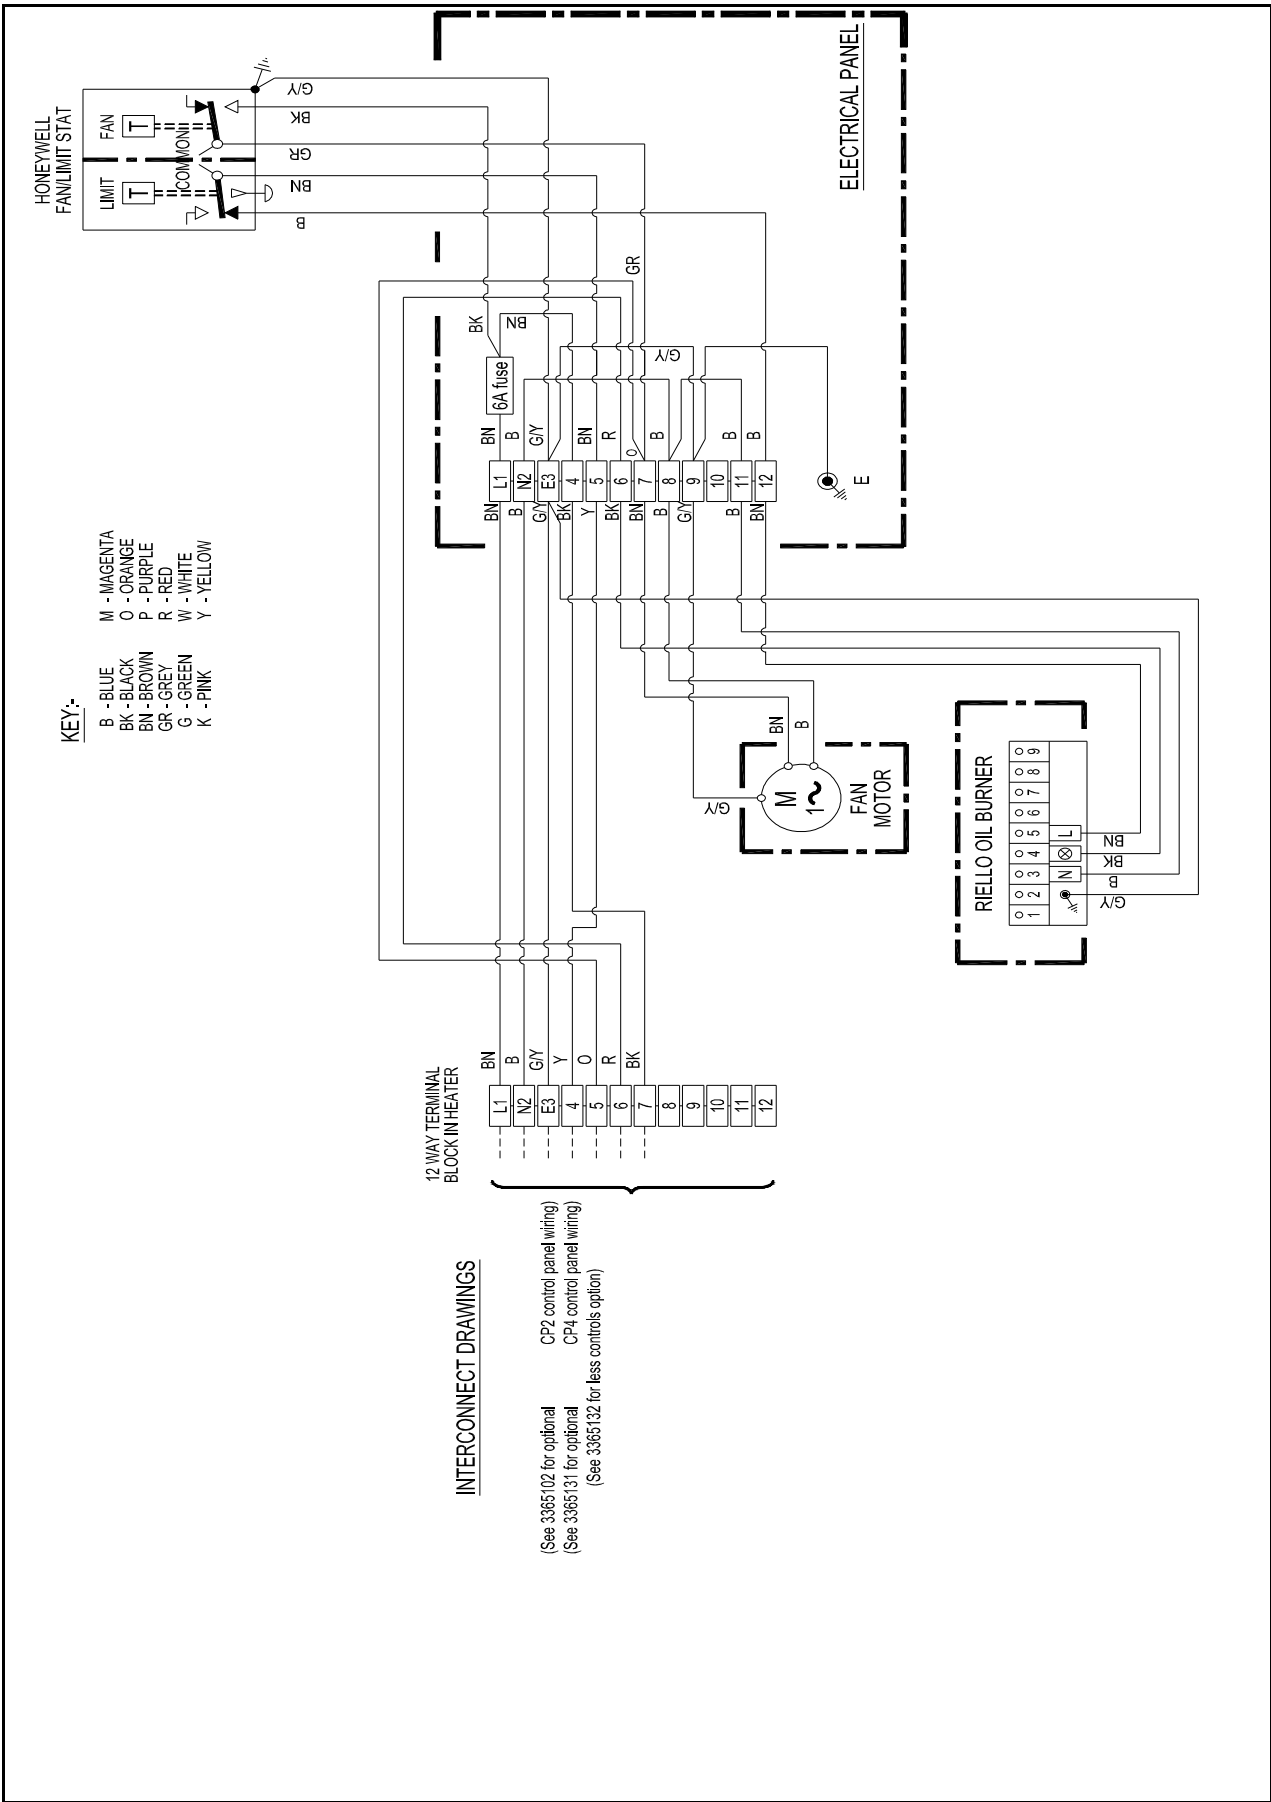 HONEYWELL
FAN/LIMIT STAT
LIMIT
FAN
T
T
COMMON
G/Y
BK
GR
BN
B
ELECTRICAL PANEL
KEY:-
B - BLUE
BK - BLACK
BN - BROWN
GR - GREY
G - GREEN
K - PINK
M - MAGENTA
O - ORANGE
P - PURPLE
R - RED
W - WHITE
Y - YELLOW
BK
BN
GR
G/Y
6A fuse
BN
B
G/Y
BN
R
O
B
B
B
L1
N2
E3
4
5
6
7
8
9
10
11
12
BN
B
G/Y
BK
Y
BK
BN
B
G/Y
B
BN
E
BN
B
G/Y
M
1~
FAN
MOTOR
RIELLO OIL BURNER
1 2 3 4 5 6 7 8 9
N
L
G/Y
B
BK
BN
12 WAY TERMINAL
BLOCK IN HEATER
BN
B
G/Y
Y
O
R
BK
L1
N2
E3
4
5
6
7
8
9
10
11
12
INTERCONNECT DRAWINGS
(See 3365102 for optional CP2 control panel wiring)
(See 3365131 for optional CP4 control panel wiring)
(See 3365132 for less controls option)